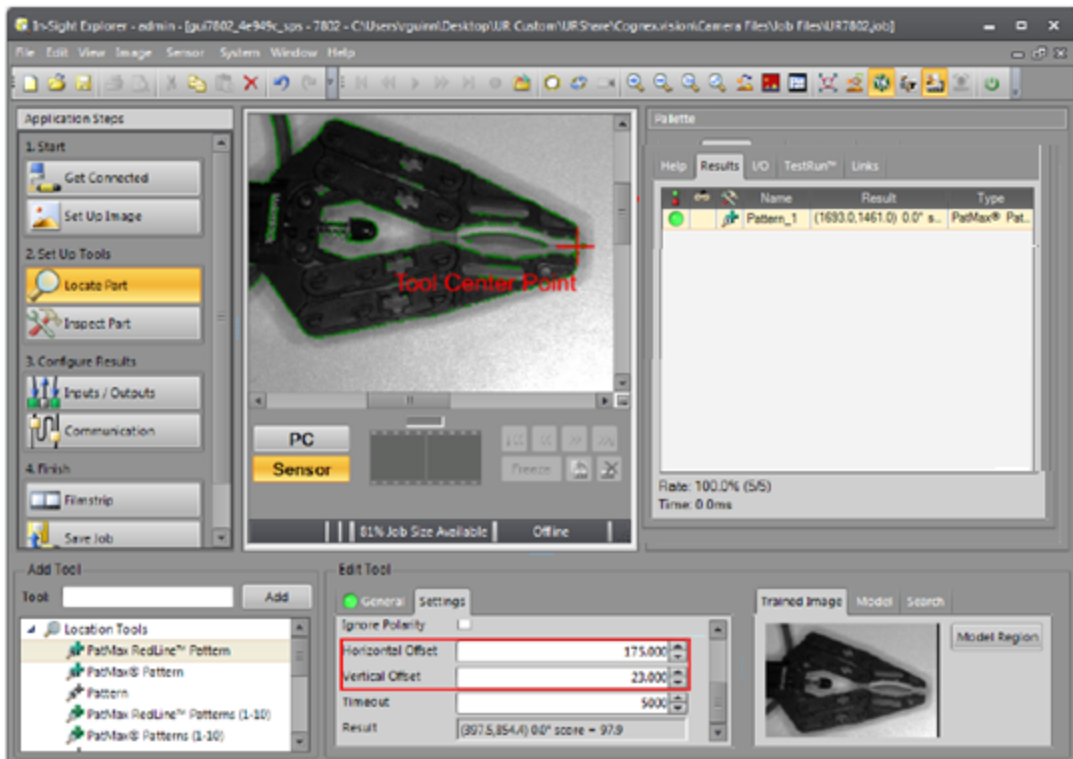 In-Sight Explorer - admin - [gui7802_4e949c_sps - 7802 - C:\Users\vguinn\Desktop\UR Custom\URShare\Cognex.vision\Camera Files\Job Files\UR7802.job]
File Edit View Image Sensor System Window Help
Application Steps
1. Start
Get Connected
Set Up Image
2. Set Up Tools
Locate Part
Inspect Part
3. Configure Results
Inputs / Outputs
Communication
4. Finish
Filmstrip
Save Job
Tool Center Point
PC
Sensor
Freeze
81% Job Size Available
Offline
Palette
Help Results I/O TestRun™ Links
Name Result Type
Pattern_1 (1693.0,1461.0) 0.0° s... PatMax® Pat...
Rate: 100.0% (5/5)
Time: 0.0ms
Add Tool
Tool:
Add
Location Tools
PatMax RedLine™ Pattern
PatMax® Pattern
Pattern
PatMax RedLine™ Patterns (1-10)
PatMax® Patterns (1-10)
Edit Tool
General Settings
Ignore Polarity
Horizontal Offset 175.000
Vertical Offset 23.000
Timeout 5000
Result (397.5,854.4) 0.0° score = 97.9
Trained Image Model Search
Model Region